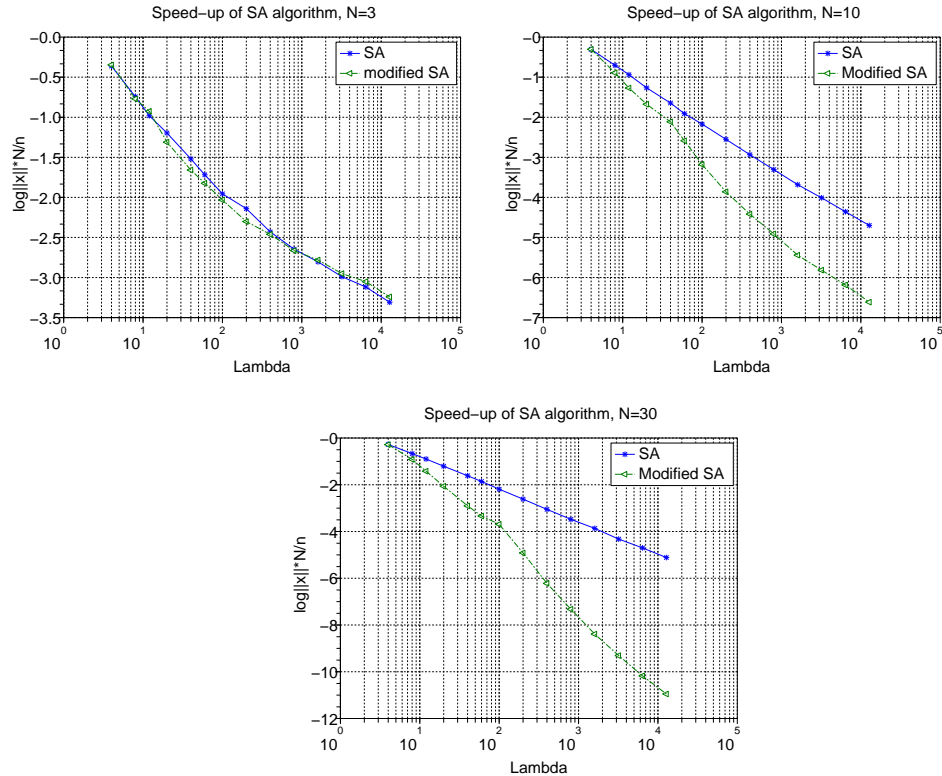 Speed−up of SA algorithm, N=3
−0.0
−0.5
−1.0
−1.5
−2.0
−2.5
−3.0
−3.5
log||x||*N/n
SA
modified SA
10^0
10^1
10^2
10^3
10^4
10^5
Lambda
Speed−up of SA algorithm, N=10
−0
−1
−2
−3
−4
−5
−6
−7
log||x||*N/n
SA
Modified SA
10^0
10^1
10^2
10^3
10^4
10^5
Lambda
Speed−up of SA algorithm, N=30
−0
−2
−4
−6
−8
−10
−12
log||x||*N/n
SA
Modified SA
10^0
10^1
10^2
10^3
10^4
10^5
Lambda